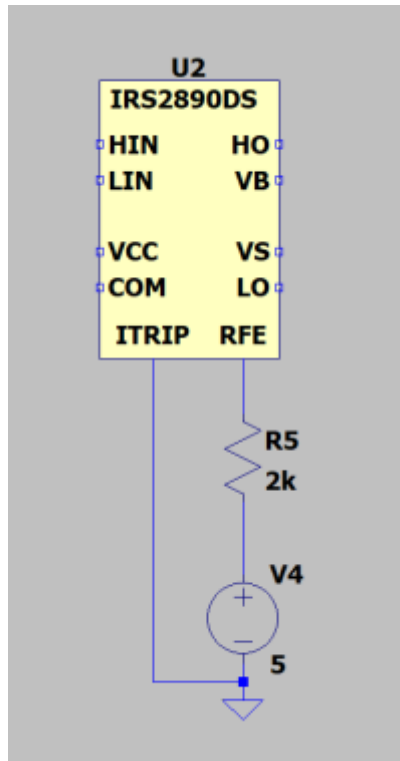 U2
IRS2890DS
HIN HO
LIN VB
VCC VS
COM LO
ITRIP RFE
R5
2k
V4
+
−
5